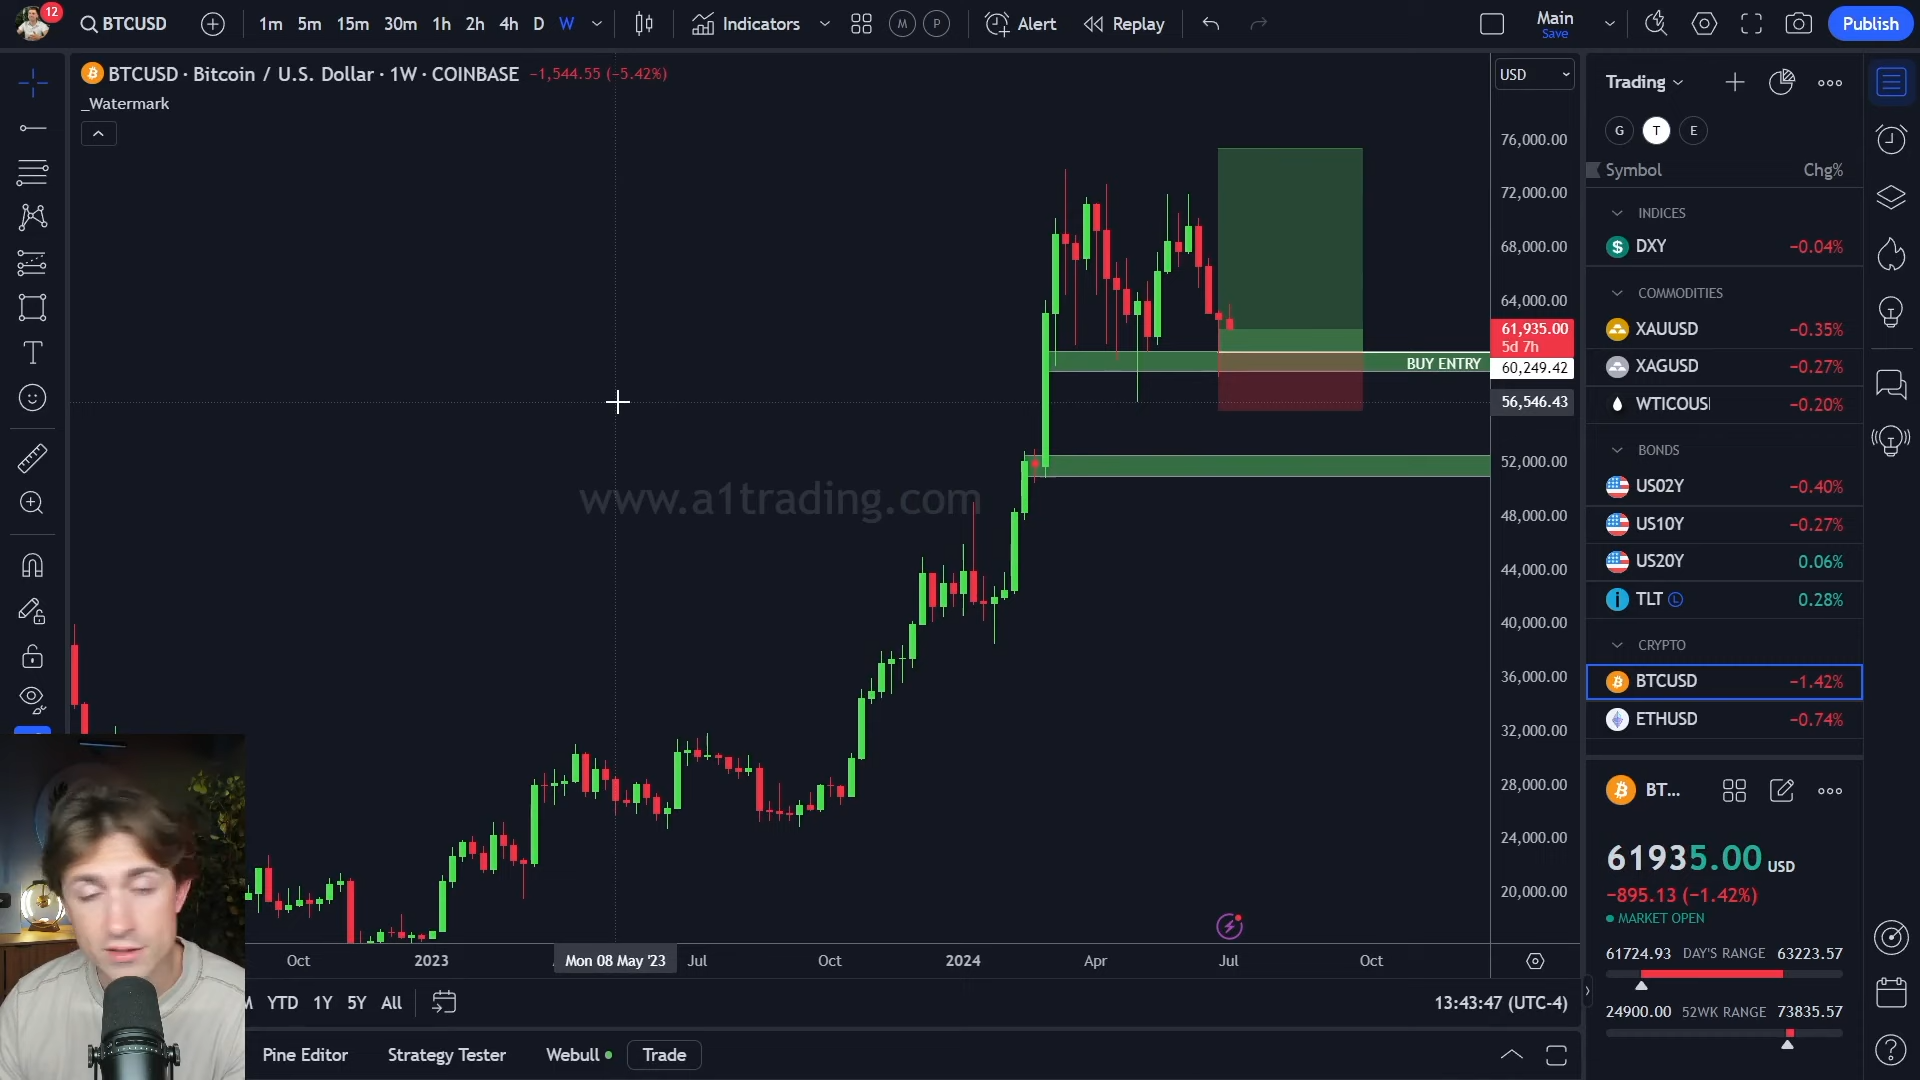 12
BTCUSD
1m 5m 15m 30m 1h 2h 4h D W
Indicators
M P
Alert
Replay
Main
Save
Publish
BTCUSD · Bitcoin / U.S. Dollar · 1W · COINBASE −1,544.55 (−5.42%)
_Watermark
USD
76,000.00
72,000.00
68,000.00
64,000.00
61,935.00
5d 7h
60,249.42
56,546.43
52,000.00
48,000.00
44,000.00
40,000.00
36,000.00
32,000.00
28,000.00
24,000.00
20,000.00
BUY ENTRY
www.a1trading.com
Oct 2023 Mon 08 May '23 Jul Oct 2024 Apr Jul Oct
YTD 1Y 5Y All
13:43:47 (UTC-4)
Pine Editor Strategy Tester Webull Trade
Trading
G T E
Symbol Chg%
INDICES
DXY −0.04%
COMMODITIES
XAUUSD −0.35%
XAGUSD −0.27%
WTICOUS −0.20%
BONDS
US02Y −0.40%
US10Y −0.27%
US20Y 0.06%
TLT L 0.28%
CRYPTO
BTCUSD −1.42%
ETHUSD −0.74%
BT...
61935.00 USD
−895.13 (−1.42%)
MARKET OPEN
61724.93 DAY'S RANGE 63223.57
24900.00 52WK RANGE 73835.57